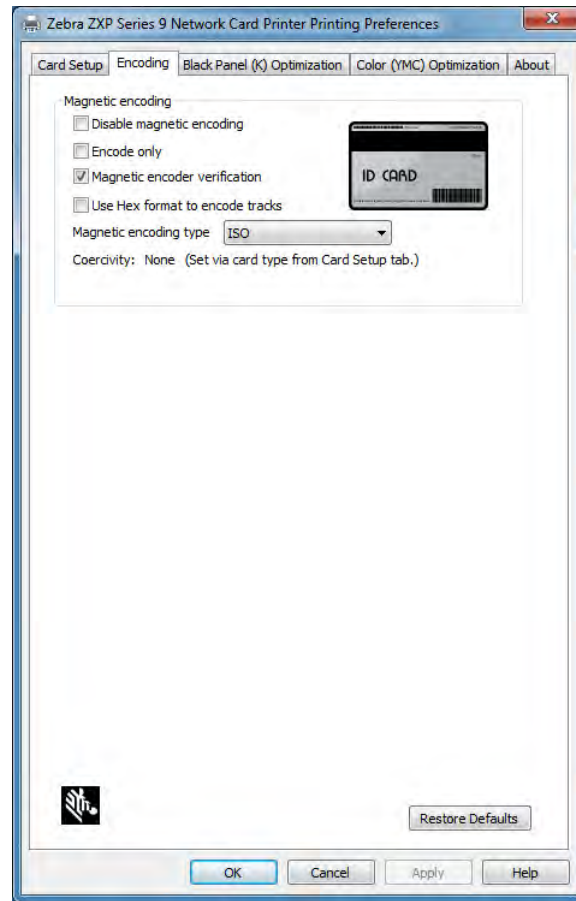 Zebra ZXP Series 9 Network Card Printer Printing Preferences
Card Setup Encoding Black Panel (K) Optimization Color (YMC) Optimization About
Magnetic encoding
Disable magnetic encoding
Encode only
Magnetic encoder verification
Use Hex format to encode tracks
ID CARD
Magnetic encoding type ISO
Coercivity: None (Set via card type from Card Setup tab.)
Restore Defaults
OK Cancel Apply Help